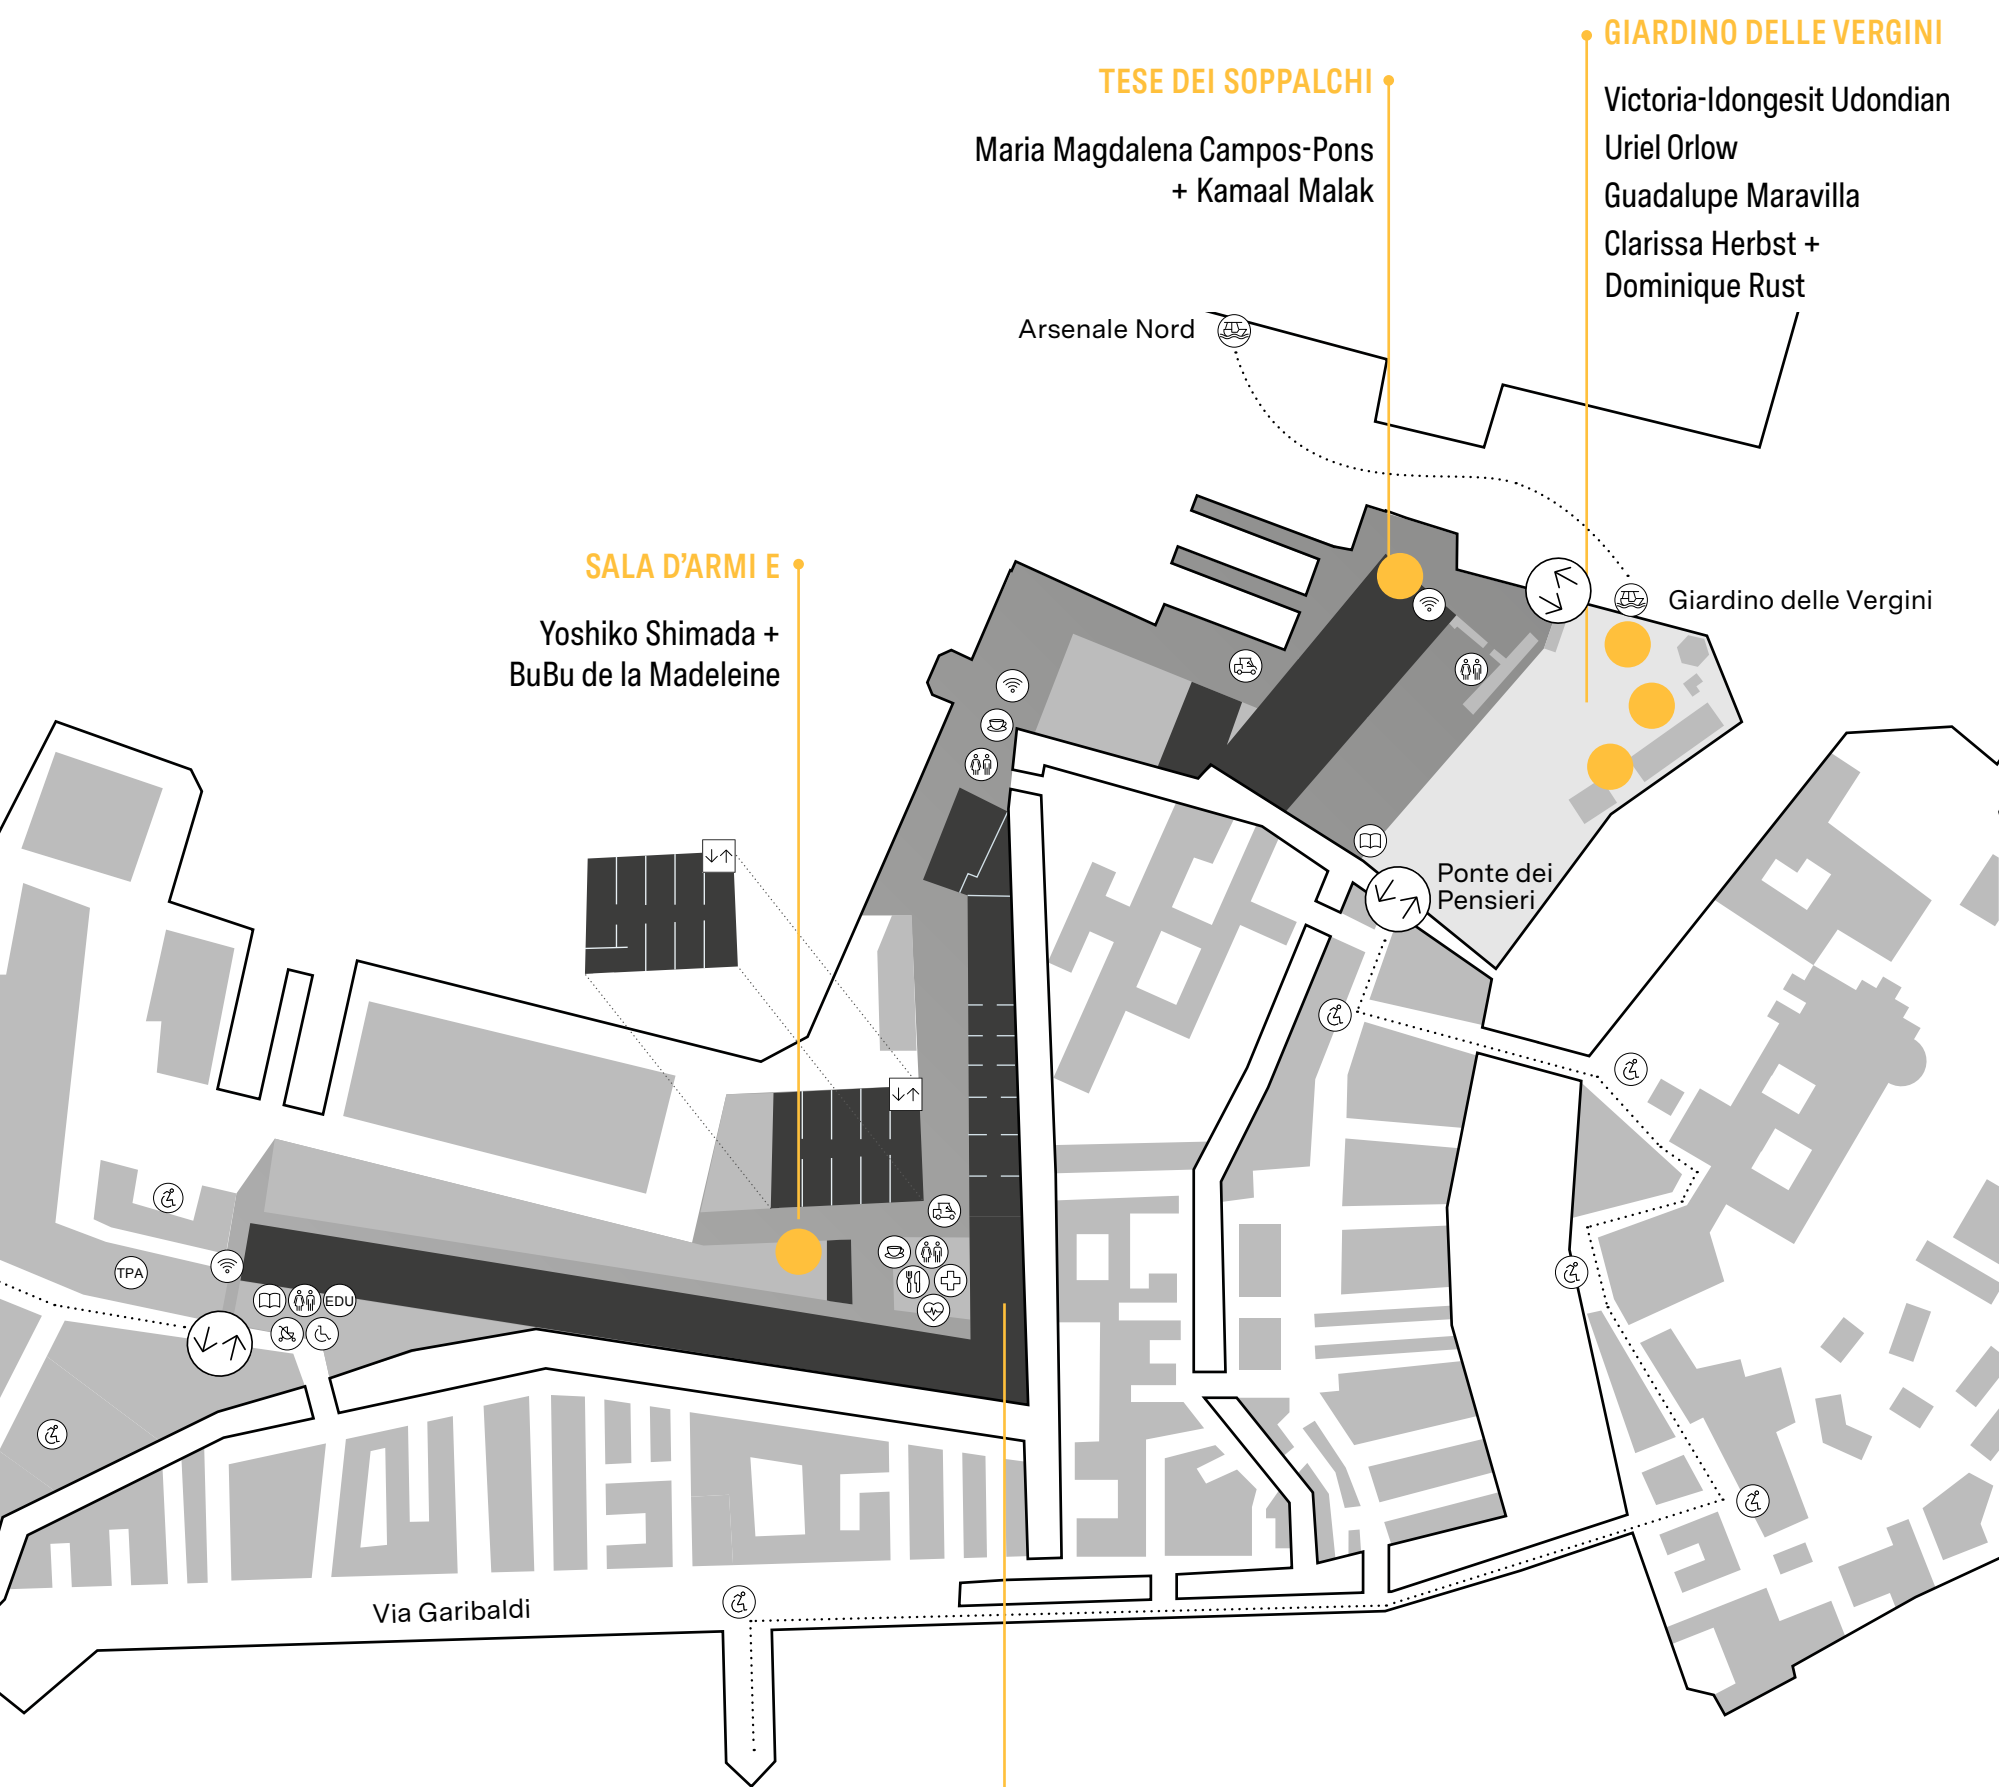 GIARDINO DELLE VERGINI
Victoria-Idongesit Udondian
Uriel Orlow
Guadalupe Maravilla
Clarissa Herbst +
Dominique Rust
TESE DEI SOPPALCHI
Maria Magdalena Campos-Pons
+ Kamaal Malak
Arsenale Nord
SALA D’ARMI E
Yoshiko Shimada +
BuBu de la Madeleine
Giardino delle Vergini
Ponte dei
Pensieri
TPA
EDU
Via Garibaldi